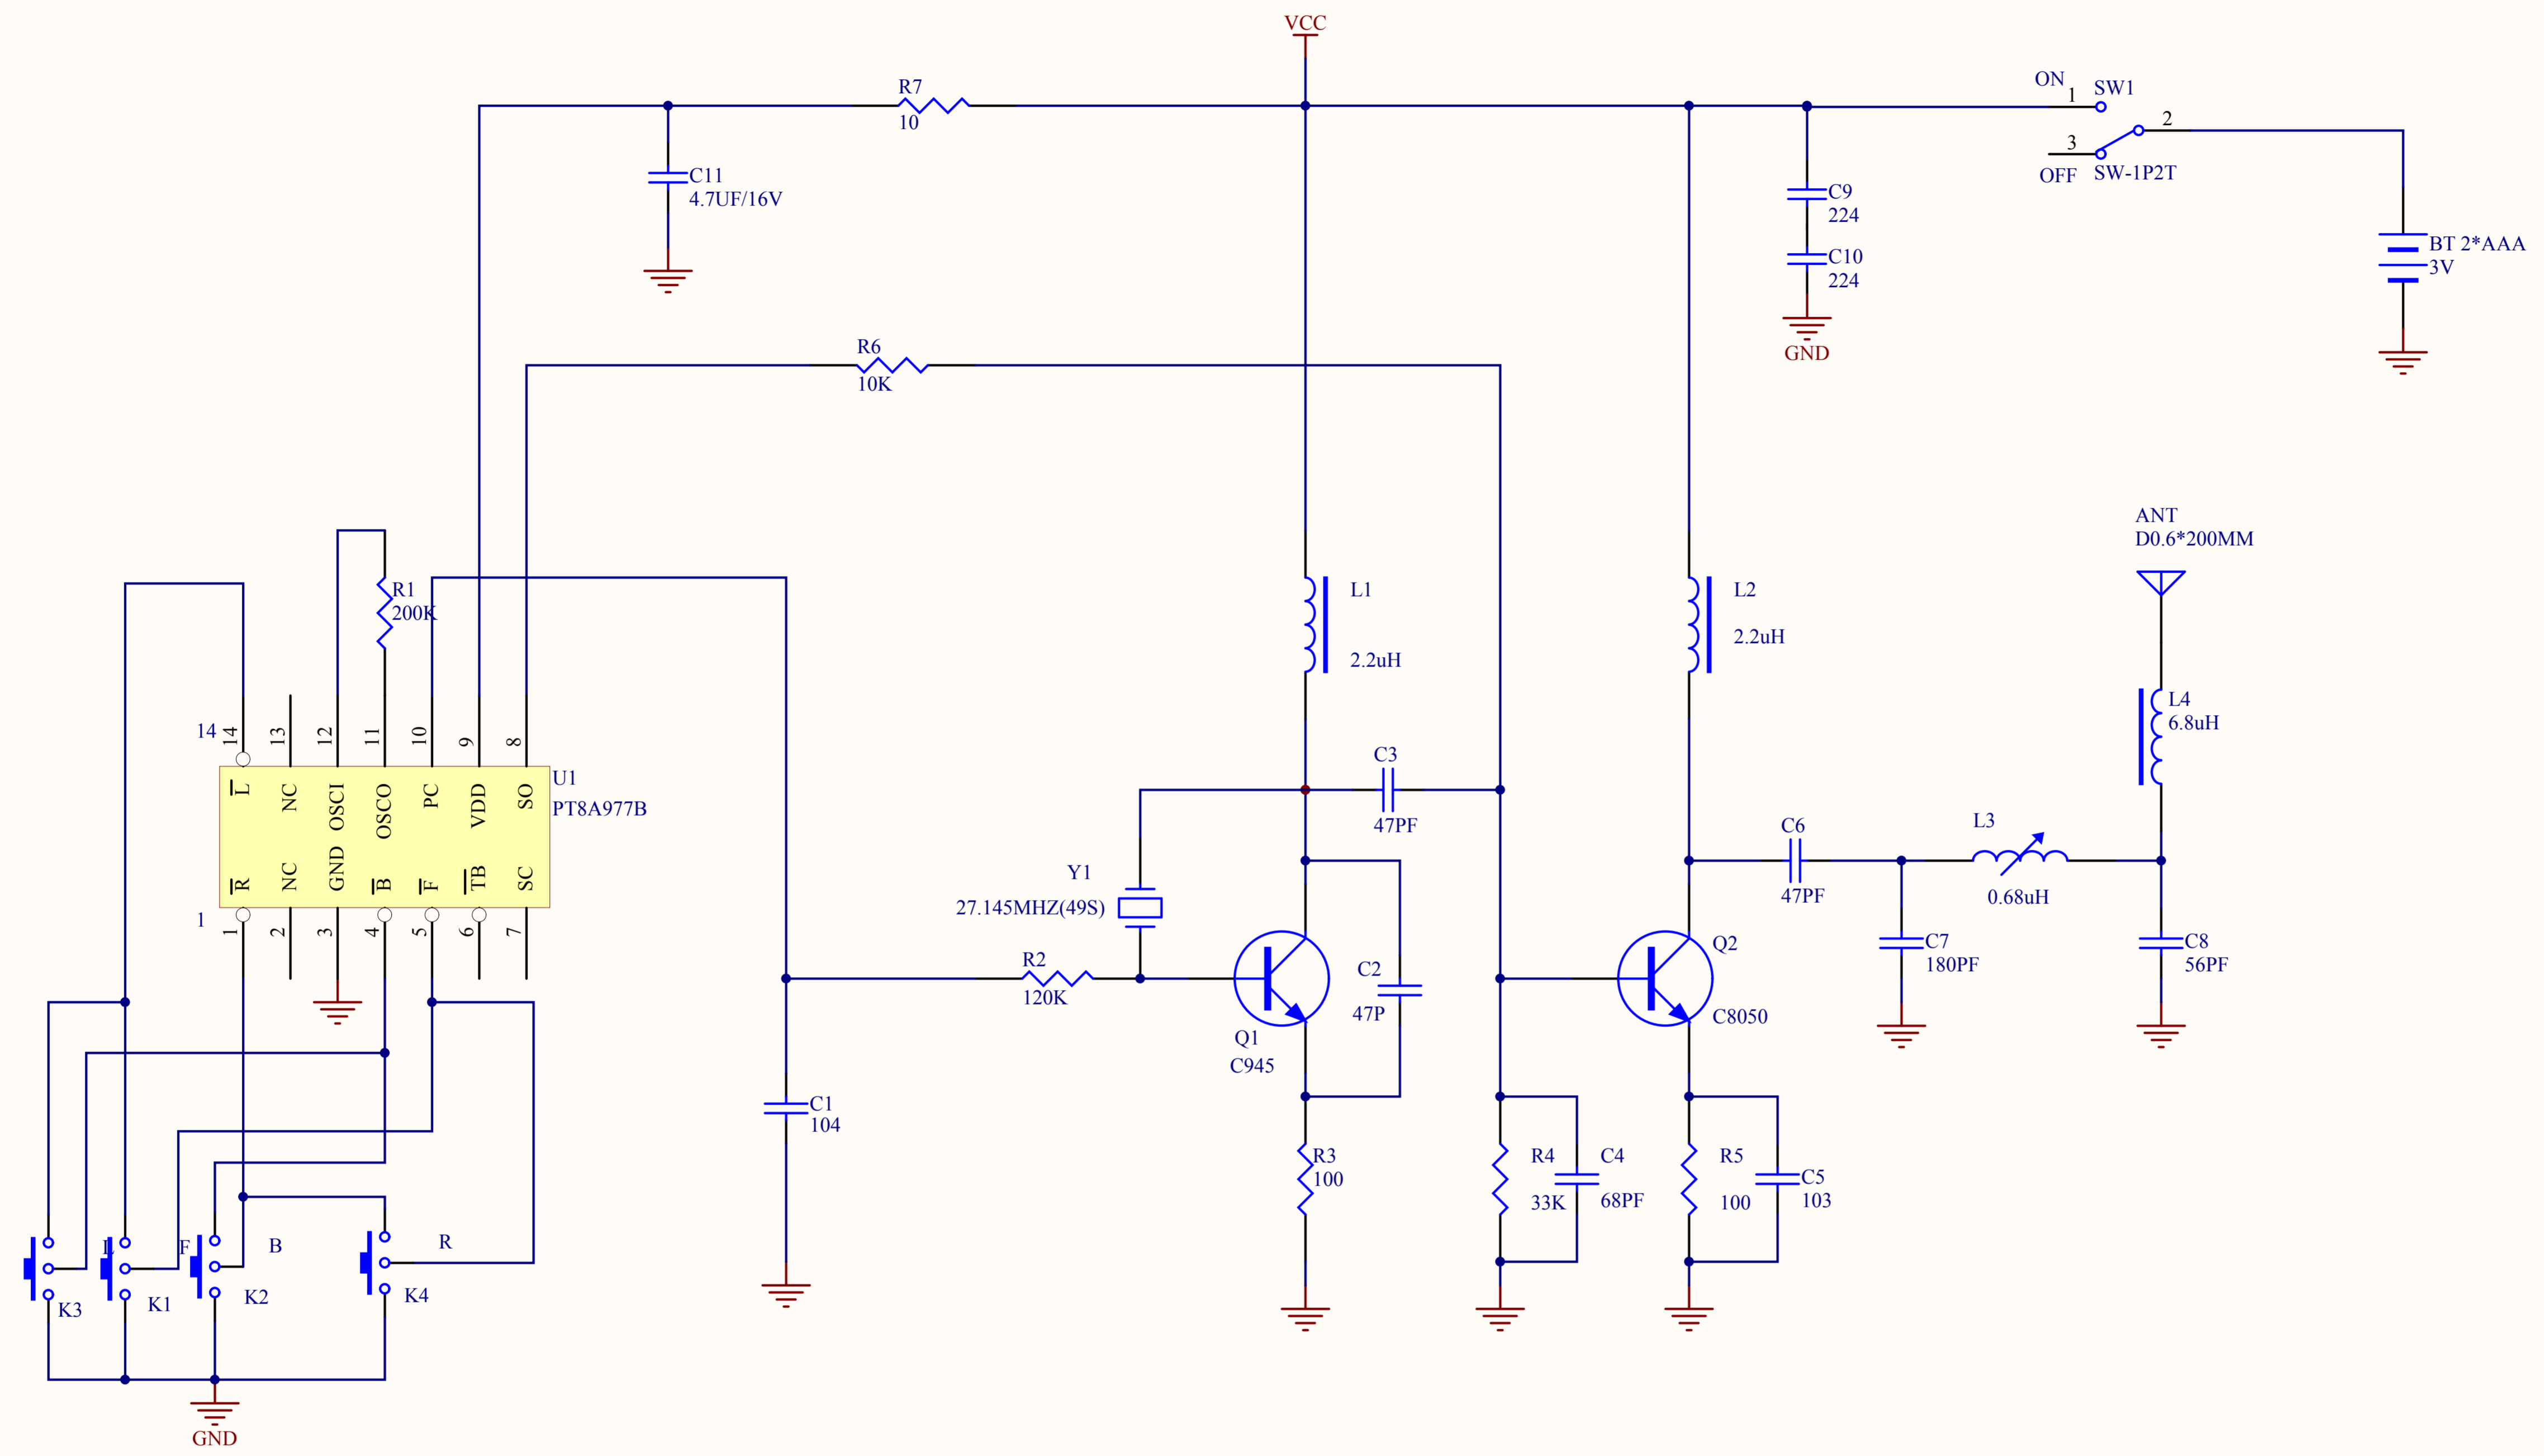 VCC
R7
10
ON
1
SW1
2
3
OFF
SW-1P2T
C11
4.7UF/16V
C9
224
C10
224
GND
BT 2*AAA
3V
R6
10K
ANT
D0.6*200MM
R1
200K
L1
2.2uH
L2
2.2uH
L4
6.8uH
14
14
13
12
11
10
9
8
U1
PT8A977B
L
NC
OSCI
OSCO
PC
VDD
SO
R
NC
GND
B
F
TB
SC
1
1
2
3
4
5
6
7
C3
47PF
Y1
27.145MHZ(49S)
R2
120K
Q1
C945
C2
47P
Q2
C8050
C6
47PF
L3
0.68uH
C7
180PF
C8
56PF
C1
104
R3
100
R4
33K
C4
68PF
R5
100
C5
103
L
F
B
R
K3
K1
K2
K4
GND